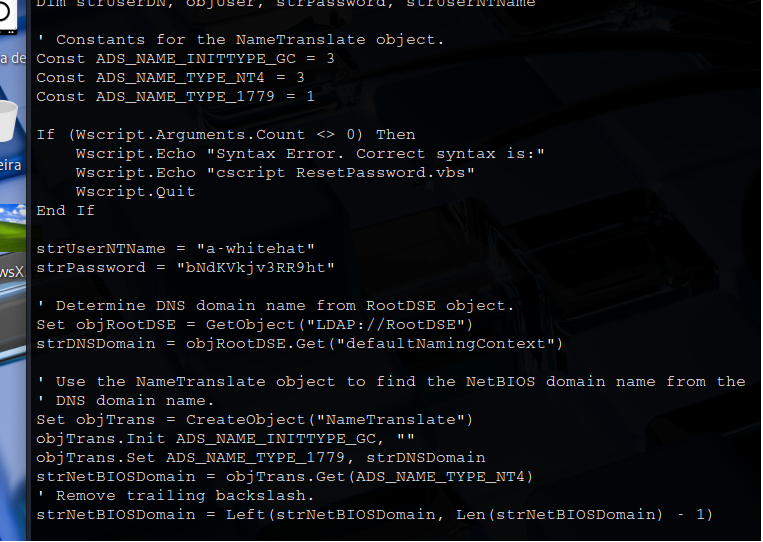 Dim strUserDN, objUser, strPassword, strUserNTName
' Constants for the NameTranslate object.
Const ADS_NAME_INITTYPE_GC = 3
Const ADS_NAME_TYPE_NT4 = 3
Const ADS_NAME_TYPE_1779 = 1
If (Wscript.Arguments.Count <> 0) Then
    Wscript.Echo "Syntax Error. Correct syntax is:"
    Wscript.Echo "cscript ResetPassword.vbs"
    Wscript.Quit
End If
strUserNTName = "a-whitehat"
strPassword = "bNdKVkjv3RR9ht"
' Determine DNS domain name from RootDSE object.
Set objRootDSE = GetObject("LDAP://RootDSE")
strDNSDomain = objRootDSE.Get("defaultNamingContext")
' Use the NameTranslate object to find the NetBIOS domain name from the
' DNS domain name.
Set objTrans = CreateObject("NameTranslate")
objTrans.Init ADS_NAME_INITTYPE_GC, ""
objTrans.Set ADS_NAME_TYPE_1779, strDNSDomain
strNetBIOSDomain = objTrans.Get(ADS_NAME_TYPE_NT4)
' Remove trailing backslash.
strNetBIOSDomain = Left(strNetBIOSDomain, Len(strNetBIOSDomain) - 1)
a de
eira
wsX